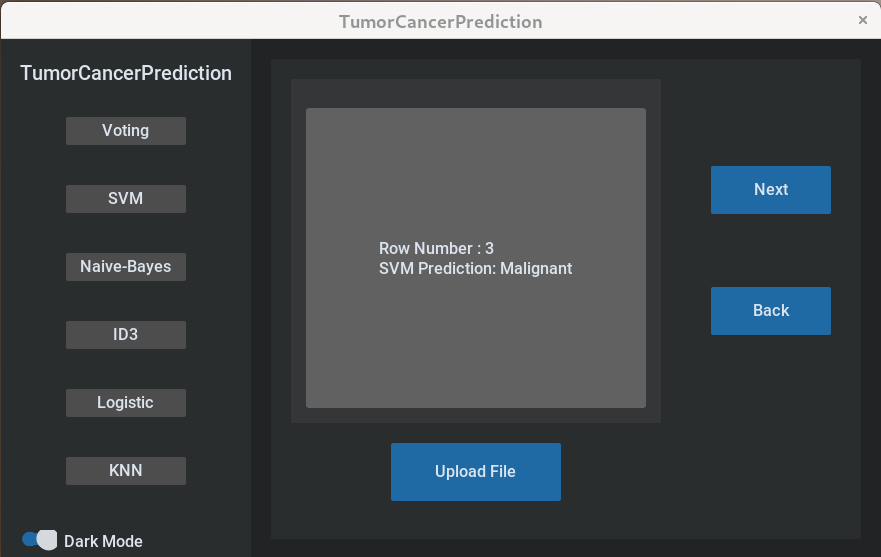 TumorCancerPrediction
×
TumorCancerPrediction
Voting
SVM
Naive-Bayes
ID3
Logistic
KNN
Dark Mode
Row Number : 3
SVM Prediction: Malignant
Upload File
Next
Back